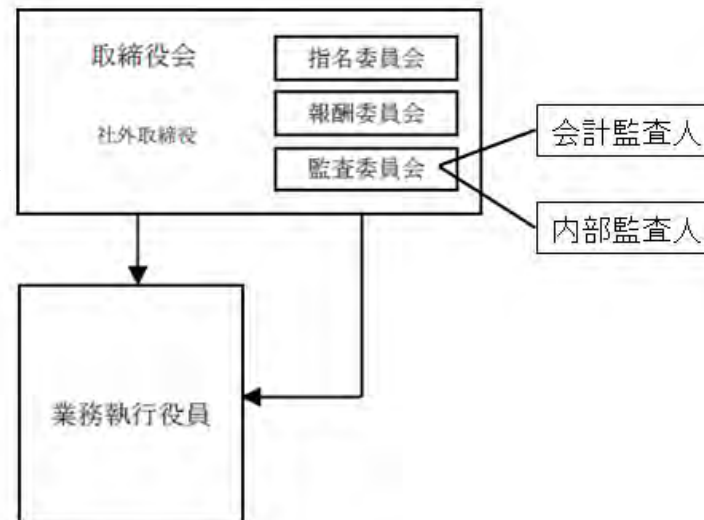 取締役会
社外取締役
指名委員会
報酬委員会
監査委員会
会計監査人
内部監査人
業務執行役員